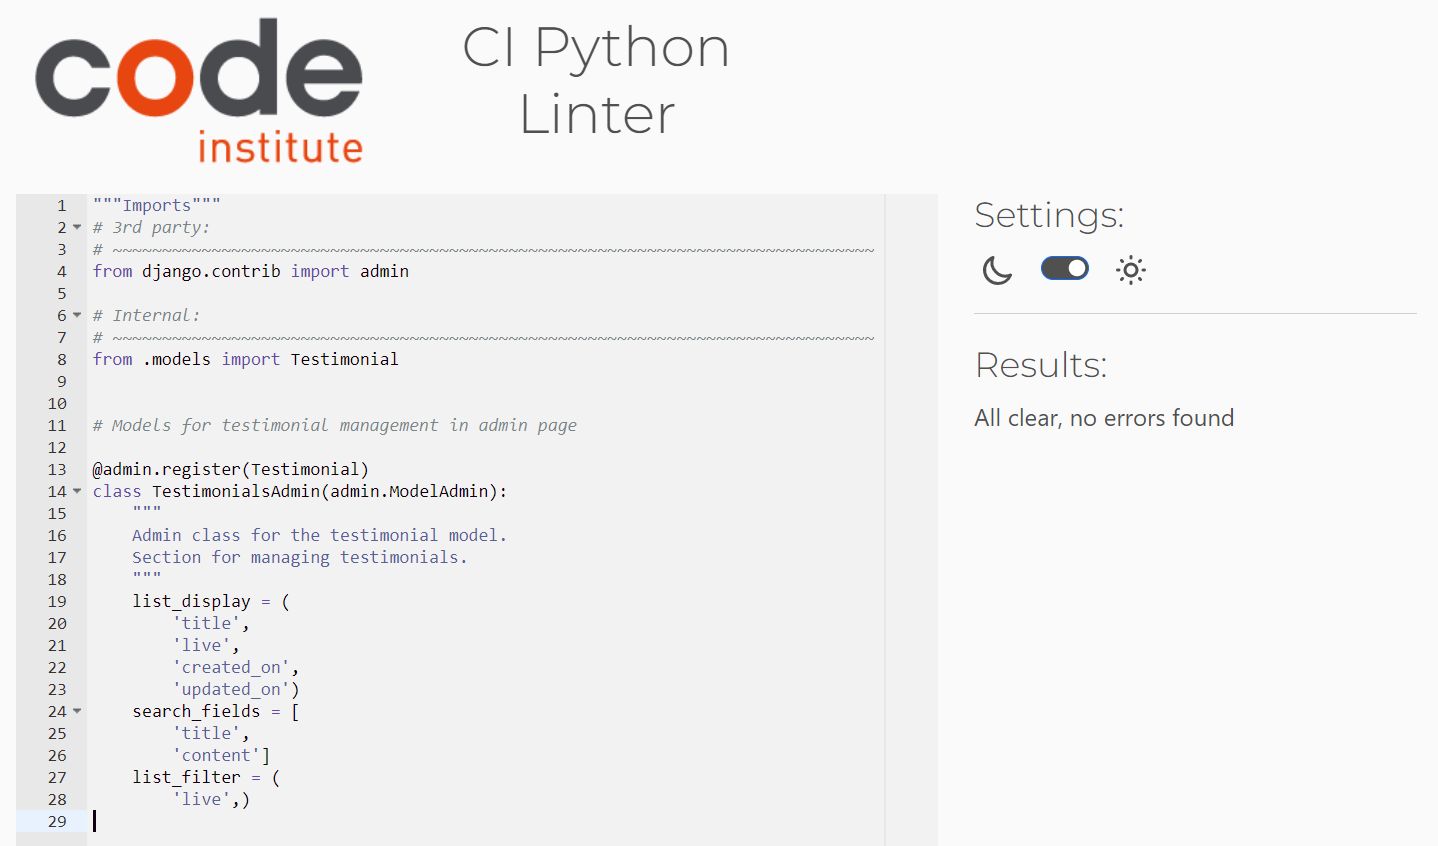 code
institute
CI Python
Linter
1 """Imports"""
2 # 3rd party:
3 # ~~~~~~~~~~~~~~~~~~~~~~~~~~~~~~~~~~~~~~~~~~~~~~~~~~~~~~~~~~~~~~~~~~~~~~~~~~~~~
4 from django.contrib import admin
5
6 # Internal:
7 # ~~~~~~~~~~~~~~~~~~~~~~~~~~~~~~~~~~~~~~~~~~~~~~~~~~~~~~~~~~~~~~~~~~~~~~~~~~~~~
8 from .models import Testimonial
9
10
11 # Models for testimonial management in admin page
12
13 @admin.register(Testimonial)
14 class TestimonialsAdmin(admin.ModelAdmin):
15     """
16     Admin class for the testimonial model.
17     Section for managing testimonials.
18     """
19     list_display = (
20         'title',
21         'live',
22         'created_on',
23         'updated_on')
24     search_fields = [
25         'title',
26         'content']
27     list_filter = (
28         'live',)
29
Settings:
Results:
All clear, no errors found